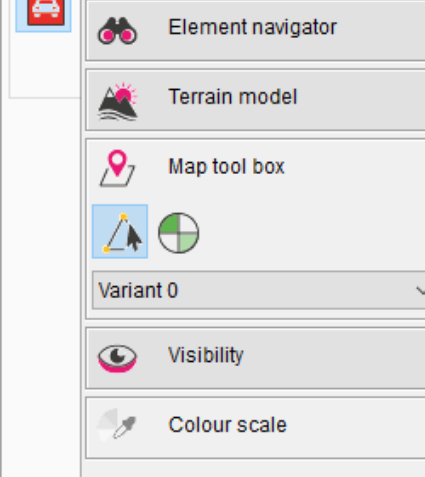 Element navigator
Terrain model
Map tool box
Variant 0
Visibility
Colour scale